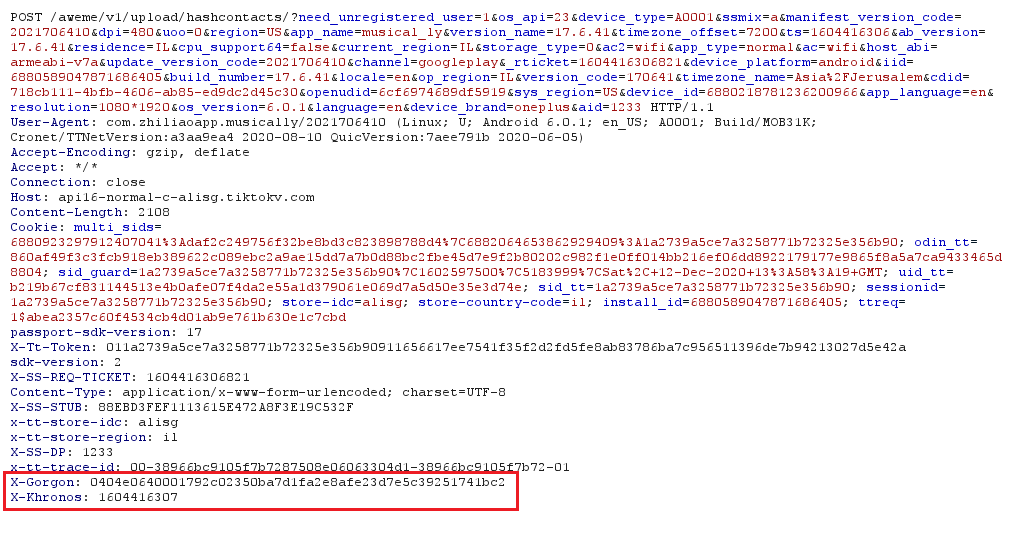 POST /aweme/v1/upload/hashcontacts/?need_unregistered_user=1&os_api=23&device_type=A0001&ssmix=a&manifest_version_code=
2021706410&dpi=480&uoo=0&region=US&app_name=musical_ly&version_name=17.6.41&timezone_offset=7200&ts=1604416306&ab_version=
17.6.41&residence=IL&cpu_support64=false&current_region=IL&storage_type=0&ac2=wifi&app_type=normal&ac=wifi&host_abi=
armeabi-v7a&update_version_code=2021706410&channel=googleplay&_rticket=1604416306821&device_platform=android&iid=
6880589047871686405&build_number=17.6.41&locale=en&op_region=IL&version_code=170641&timezone_name=Asia%2FJerusalem&cdid=
718cb111-4bfb-4606-ab85-ed9dc2d45c30&openudid=6cf6974689df5919&sys_region=US&device_id=6880218781236200966&app_language=en&
resolution=1080*1920&os_version=6.0.1&language=en&device_brand=oneplus&aid=1233 HTTP/1.1
User-Agent: com.zhiliaoapp.musically/2021706410 (Linux; U; Android 6.0.1; en_US; A0001; Build/MOB31K;
Cronet/TTNetVersion:a3aa9ea4 2020-08-10 QuicVersion:7aee791b 2020-06-05)
Accept-Encoding: gzip, deflate
Accept: */*
Connection: close
Host: api16-normal-c-alisg.tiktokv.com
Content-Length: 2108
Cookie: multi_sids=
6880923297912407041%3Adaf2c249756f32be8bd3c823898788d4%7C6882064653862929409%3A1a2739a5ce7a3258771b72325e356b90; odin_tt=
860af49f3c3fcb918eb389622c089ebc2a9ae15dd7a7b0d88bc2fbe45d7e9f2b80202c982f1e0ff014bb216ef06dd8922179177e9865f8a5a7ca9433465d
8804; sid_guard=1a2739a5ce7a3258771b72325e356b90%7C1602597500%7C5183999%7CSat%2C+12-Dec-2020+13%3A58%3A19+GMT; uid_tt=
b219b67cf831144513e4b0afe07f4da2e55a1d379061e069d7a5d50e35e3d74e; sid_tt=1a2739a5ce7a3258771b72325e356b90; sessionid=
1a2739a5ce7a3258771b72325e356b90; store-idc=alisg; store-country-code=il; install_id=6880589047871686405; ttreq=
1$abea2357c60f4534cb4d01ab9e761b630e1c7cbd
passport-sdk-version: 17
X-Tt-Token: 011a2739a5ce7a3258771b72325e356b90911656617ee7541f35f2d2fd5fe8ab83786ba7c956511396de7b94213027d5e42a
sdk-version: 2
X-SS-REQ-TICKET: 1604416306821
Content-Type: application/x-www-form-urlencoded; charset=UTF-8
X-SS-STUB: 88EBD3FEF1113615E472A8F3E19C532F
x-tt-store-idc: alisg
x-tt-store-region: il
X-SS-DP: 1233
x-tt-trace-id: 00-38966bc9105f7b7287508e06063304d1-38966bc9105f7b72-01
X-Gorgon: 0404e0640001792c02350ba7d1fa2e8afe23d7e5c39251741bc2
X-Khronos: 1604416307